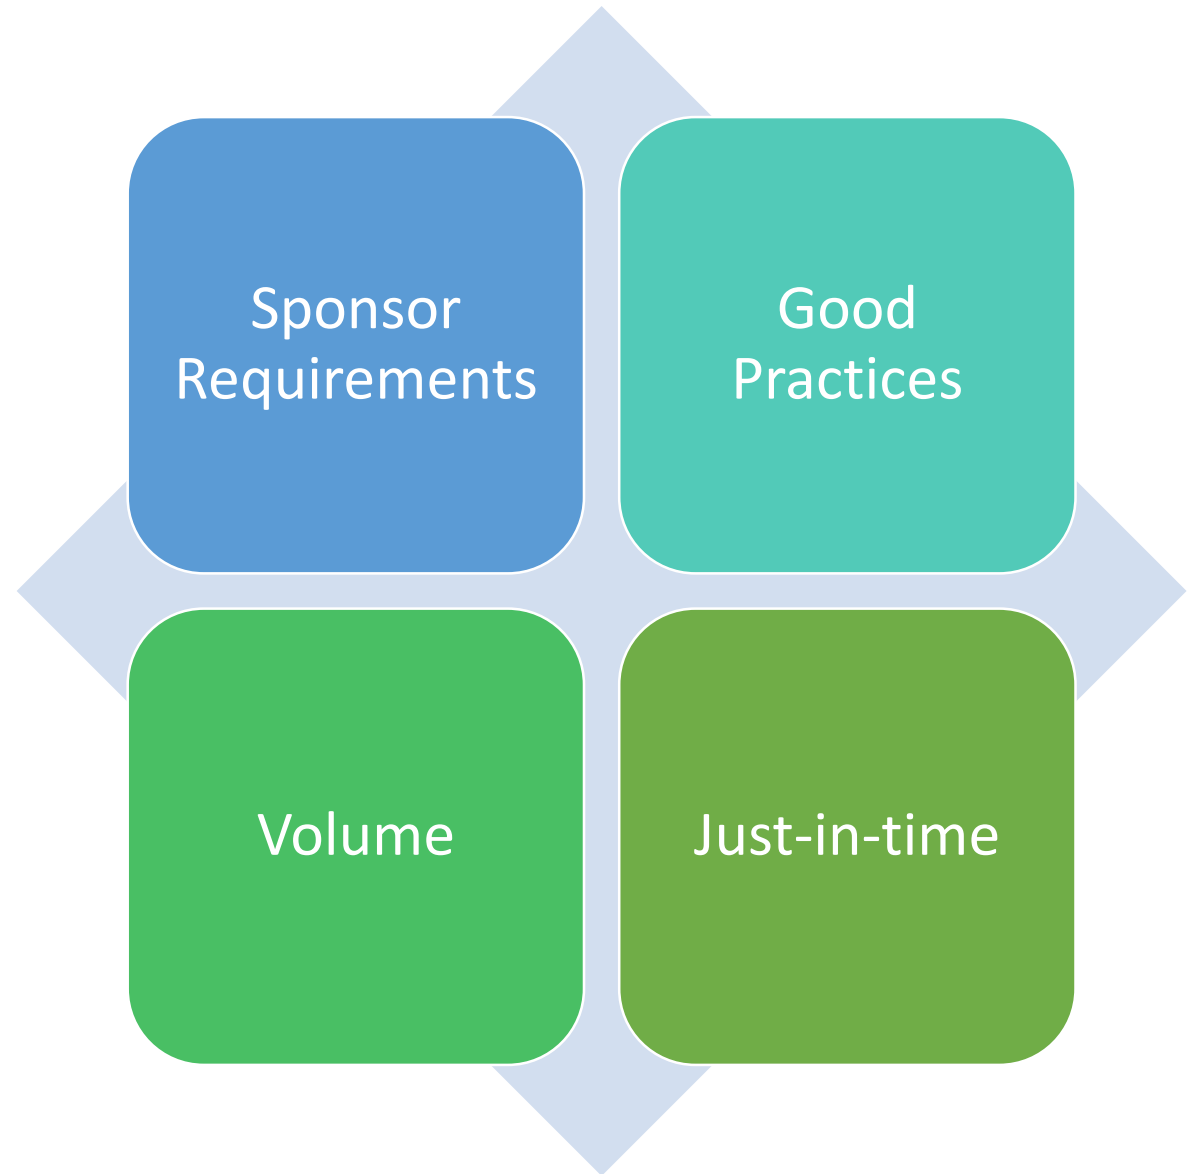 Sponsor
Requirements
Good
Practices
Volume
Just-in-time